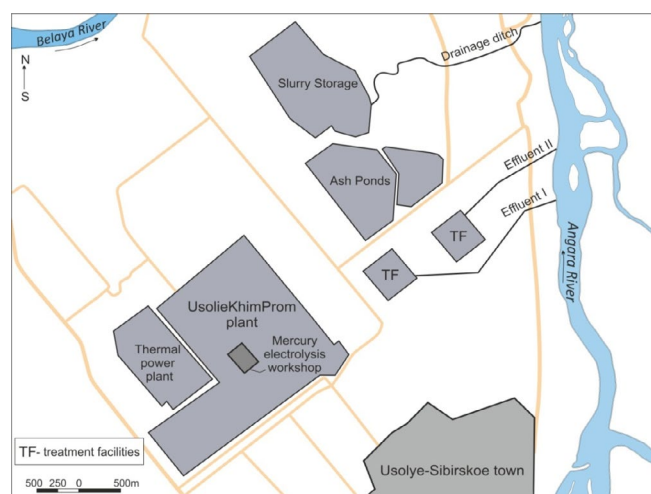 Belaya River
N
S
Drainage ditch
Slurry Storage
Effluent II
Ash Ponds
Effluent I
TF
TF
Angara River
UsolieKhimProm
plant
Mercury
electrolysis
workshop
Thermal
power
plant
TF- treatment facilities
Usolye-Sibirskoe town
500 250 0 500m